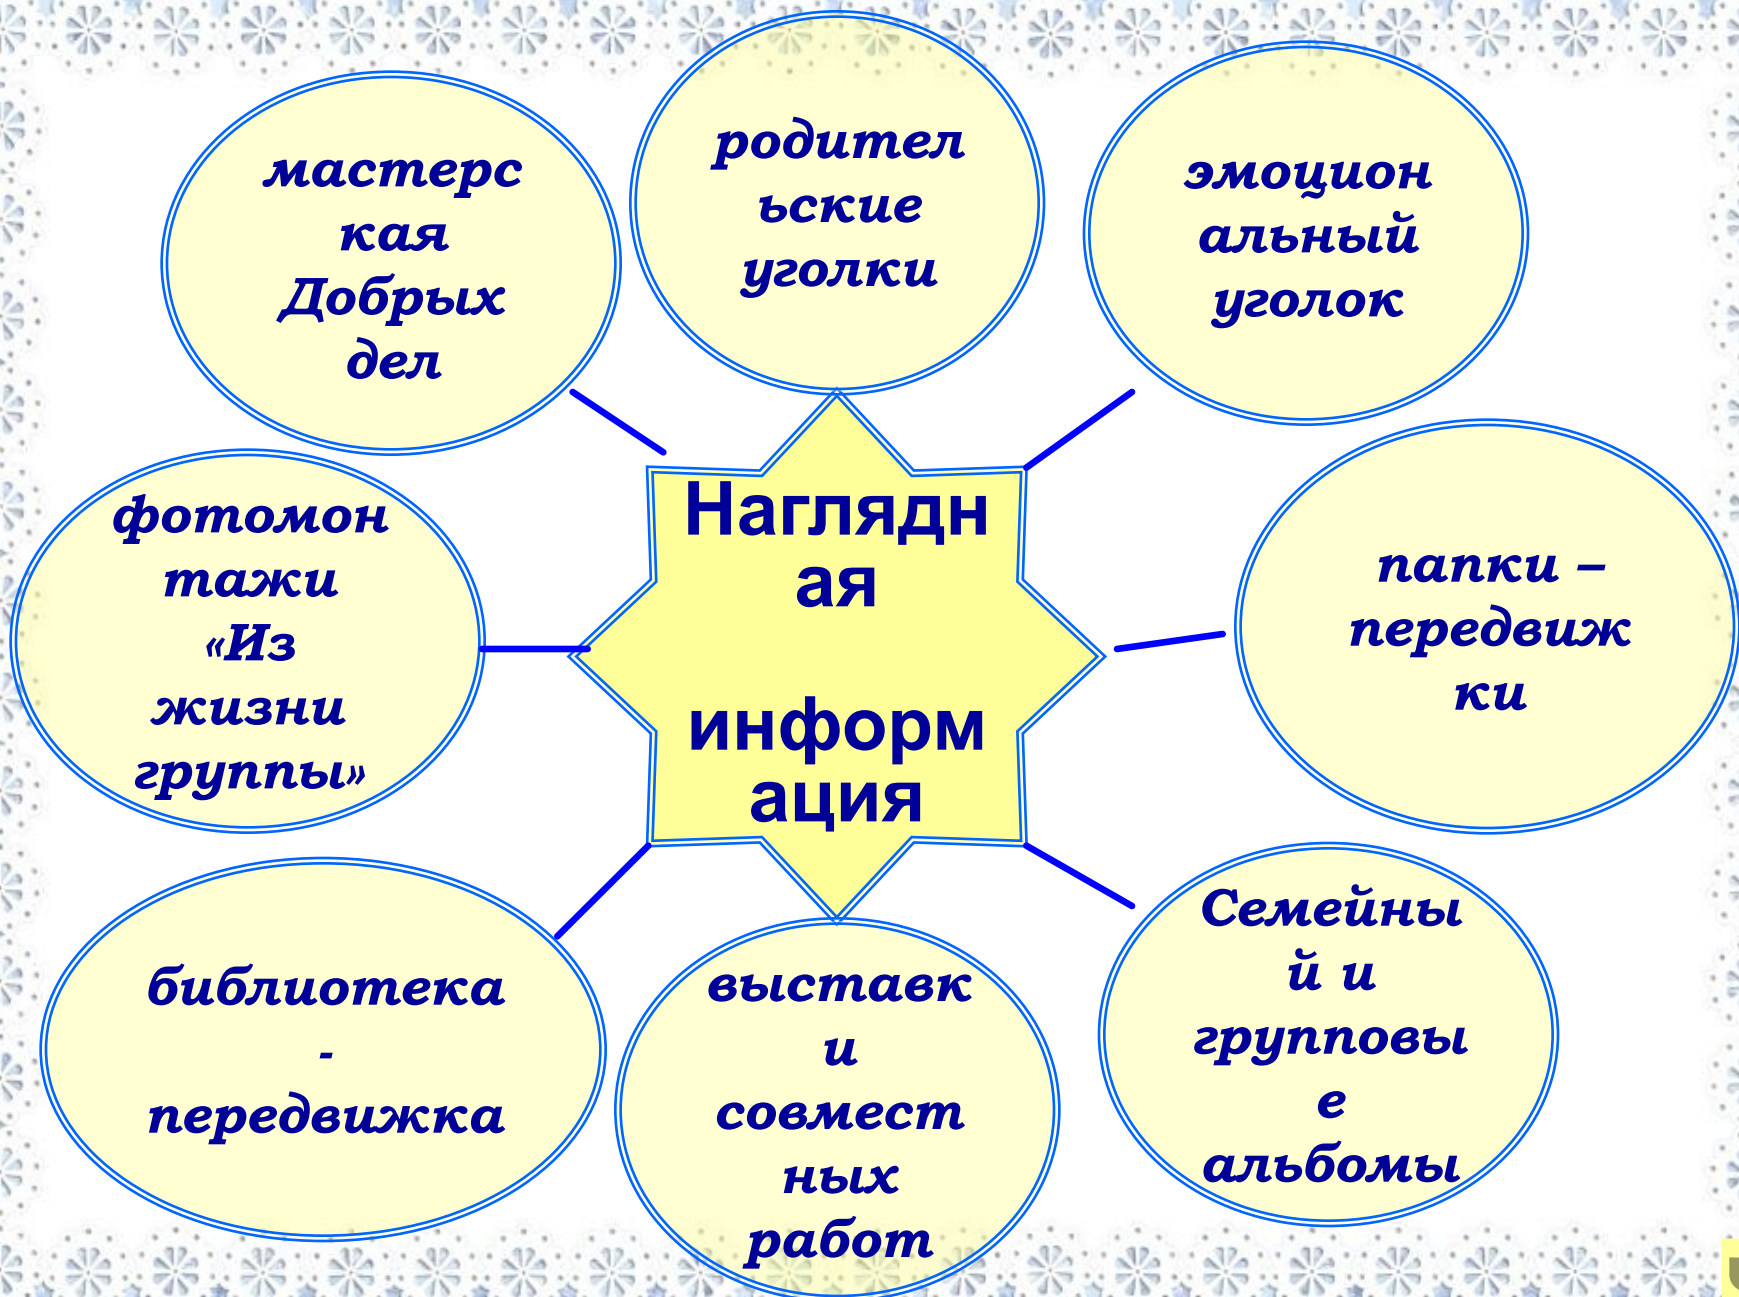 родител
ьские
уголки
мастерс
кая
Добрых
дел
эмоцион
альный
уголок
фотомон
тажи
«Из
жизни
группы»
Наглядн
ая
информ
ация
папки –
передвиж
ки
библиотека
-
передвижка
выставк
и
совмест
ных
работ
Семейны
й и
групповы
е
альбомы